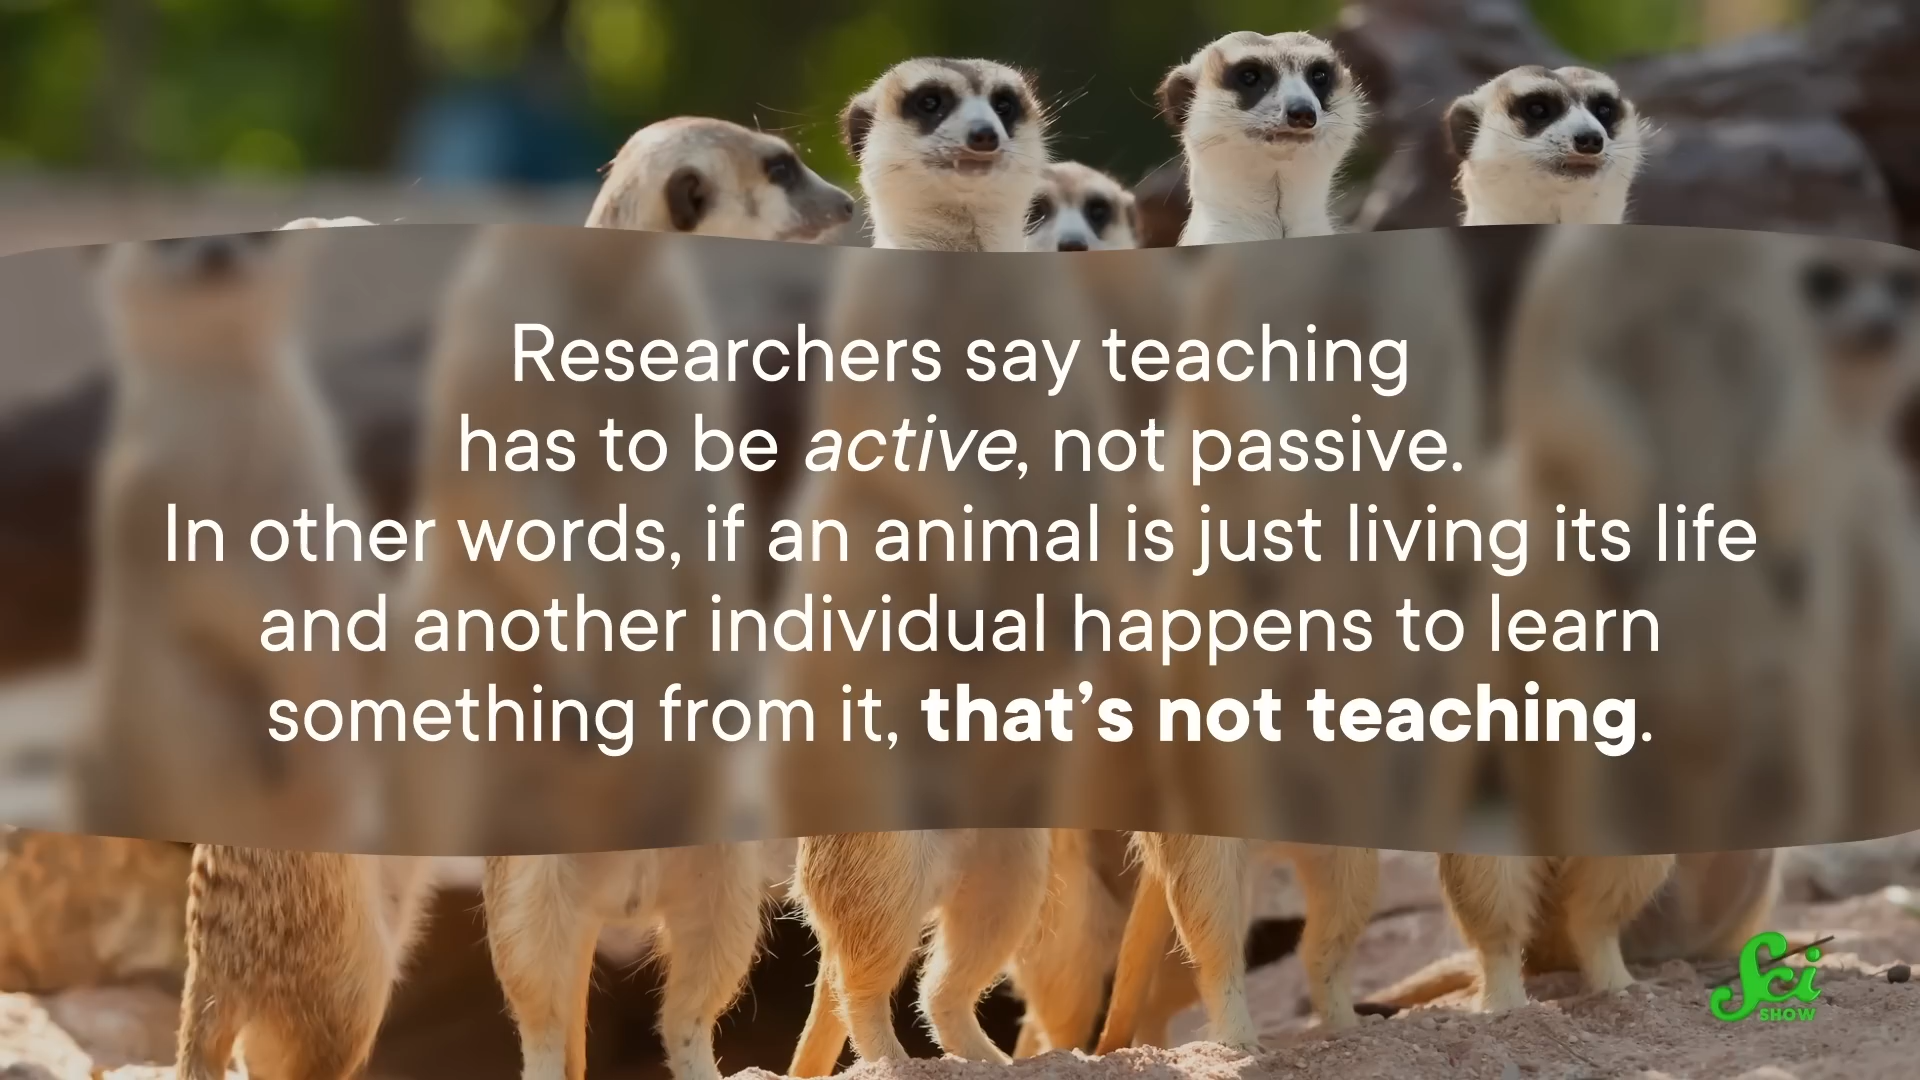 Researchers say teaching
has to be active, not passive.
In other words, if an animal is just living its life
and another individual happens to learn
something from it, that’s not teaching.
Sci
SHOW